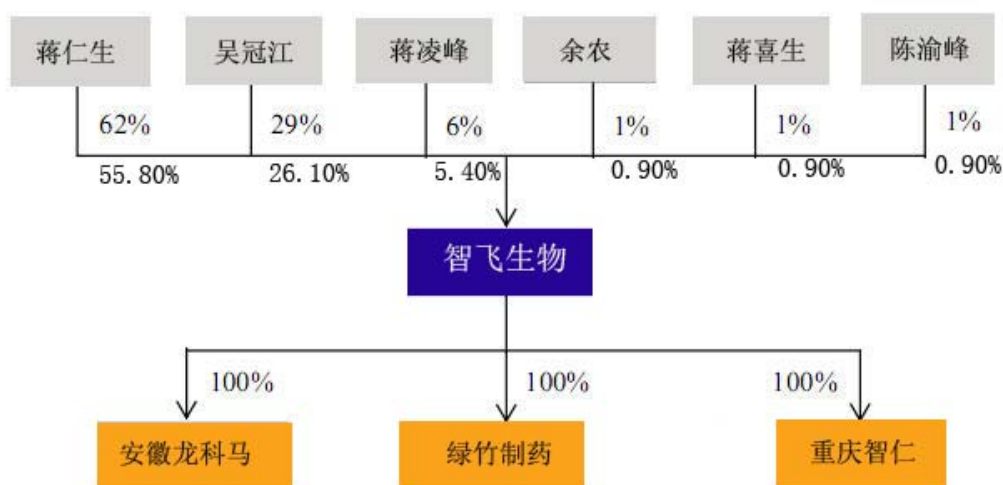 蒋仁生
吴冠江
蒋凌峰
余农
蒋喜生
陈渝峰
62%
29%
6%
1%
1%
1%
55.80%
26.10%
5.40%
0.90%
0.90%
0.90%
智飞生物
100%
100%
100%
安徽龙科马
绿竹制药
重庆智仁